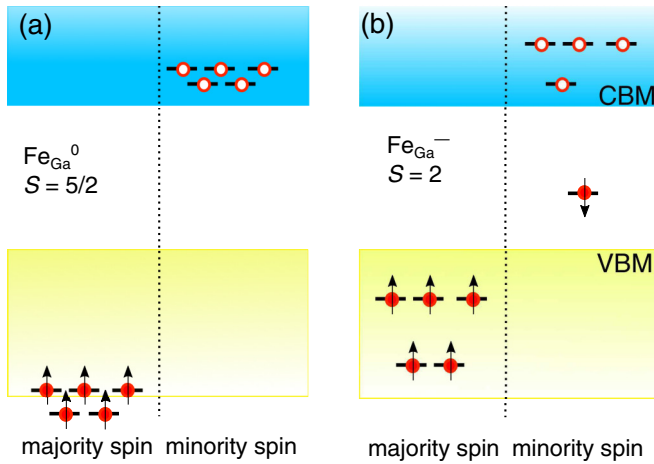 (a)
Fe_Ga^0
S = 5/2
majority spin minority spin
(b)
CBM
Fe_Ga^—
S = 2
VBM
majority spin minority spin